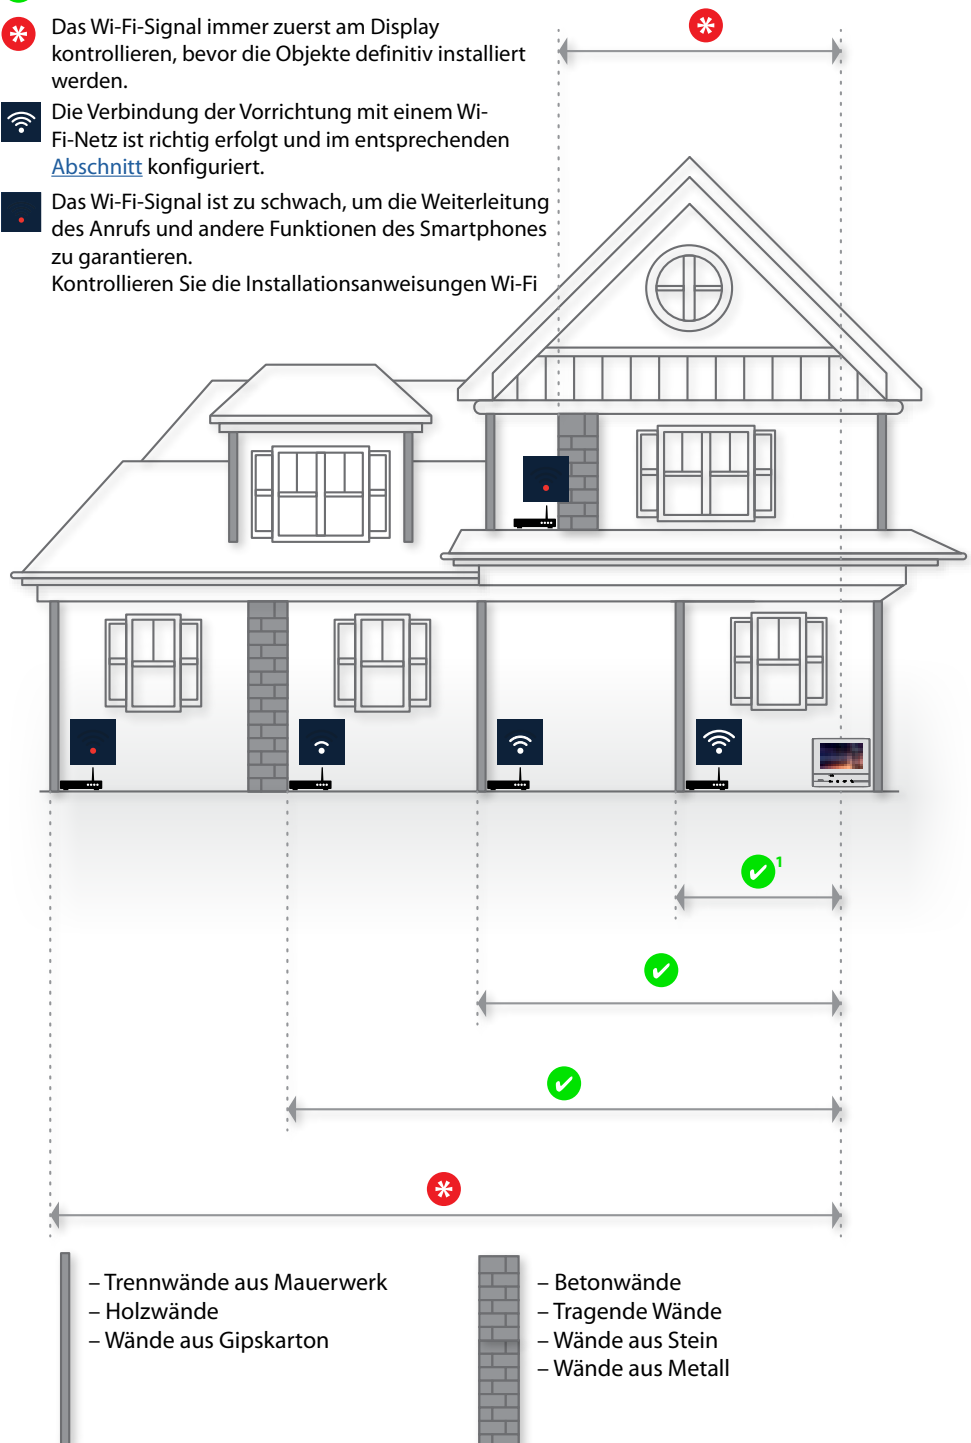 Das Wi-Fi-Signal immer zuerst am Display
kontrollieren, bevor die Objekte definitiv installiert
werden.
Die Verbindung der Vorrichtung mit einem Wi-
Fi-Netz ist richtig erfolgt und im entsprechenden
Abschnitt konfiguriert.
Das Wi-Fi-Signal ist zu schwach, um die Weiterleitung
des Anrufs und andere Funktionen des Smartphones
zu garantieren.
Kontrollieren Sie die Installationsanweisungen Wi-Fi
1
– Trennwände aus Mauerwerk
– Holzwände
– Wände aus Gipskarton
– Betonwände
– Tragende Wände
– Wände aus Stein
– Wände aus Metall